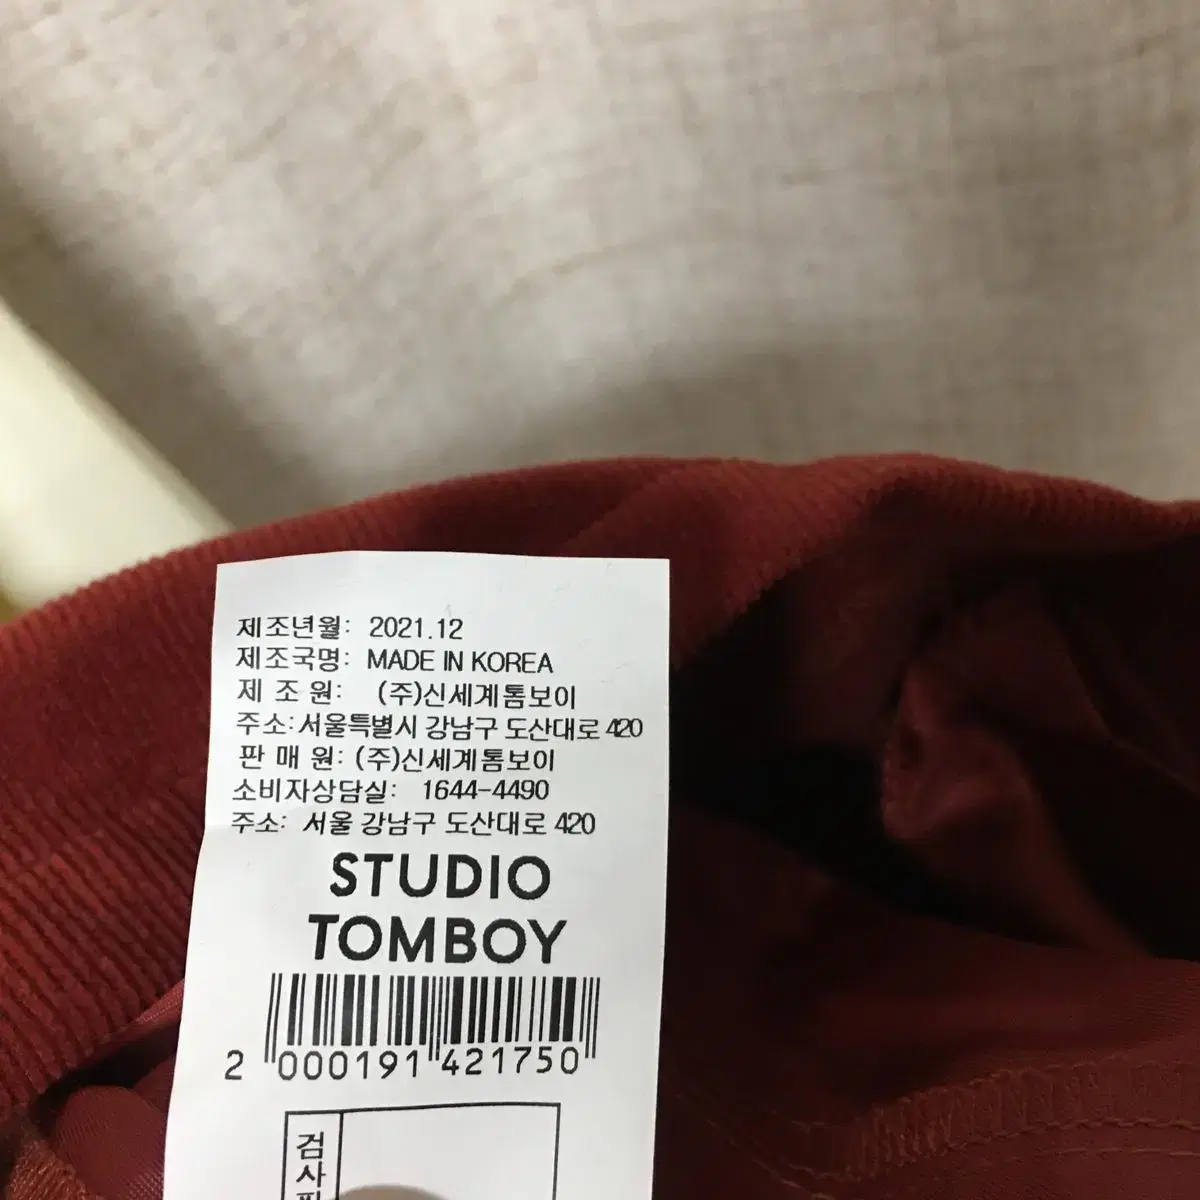 제조년월: 2021.12
제조국명: MADE IN KOREA
제 조 원: (주)신세계톰보이
주소:서울특별시 강남구 도산대로 420
판 매 원: (주)신세계톰보이
소비자상담실: 1644-4490
주소: 서울 강남구 도산대로 420
STUDIO
TOMBOY
2 000191 421750
검사필